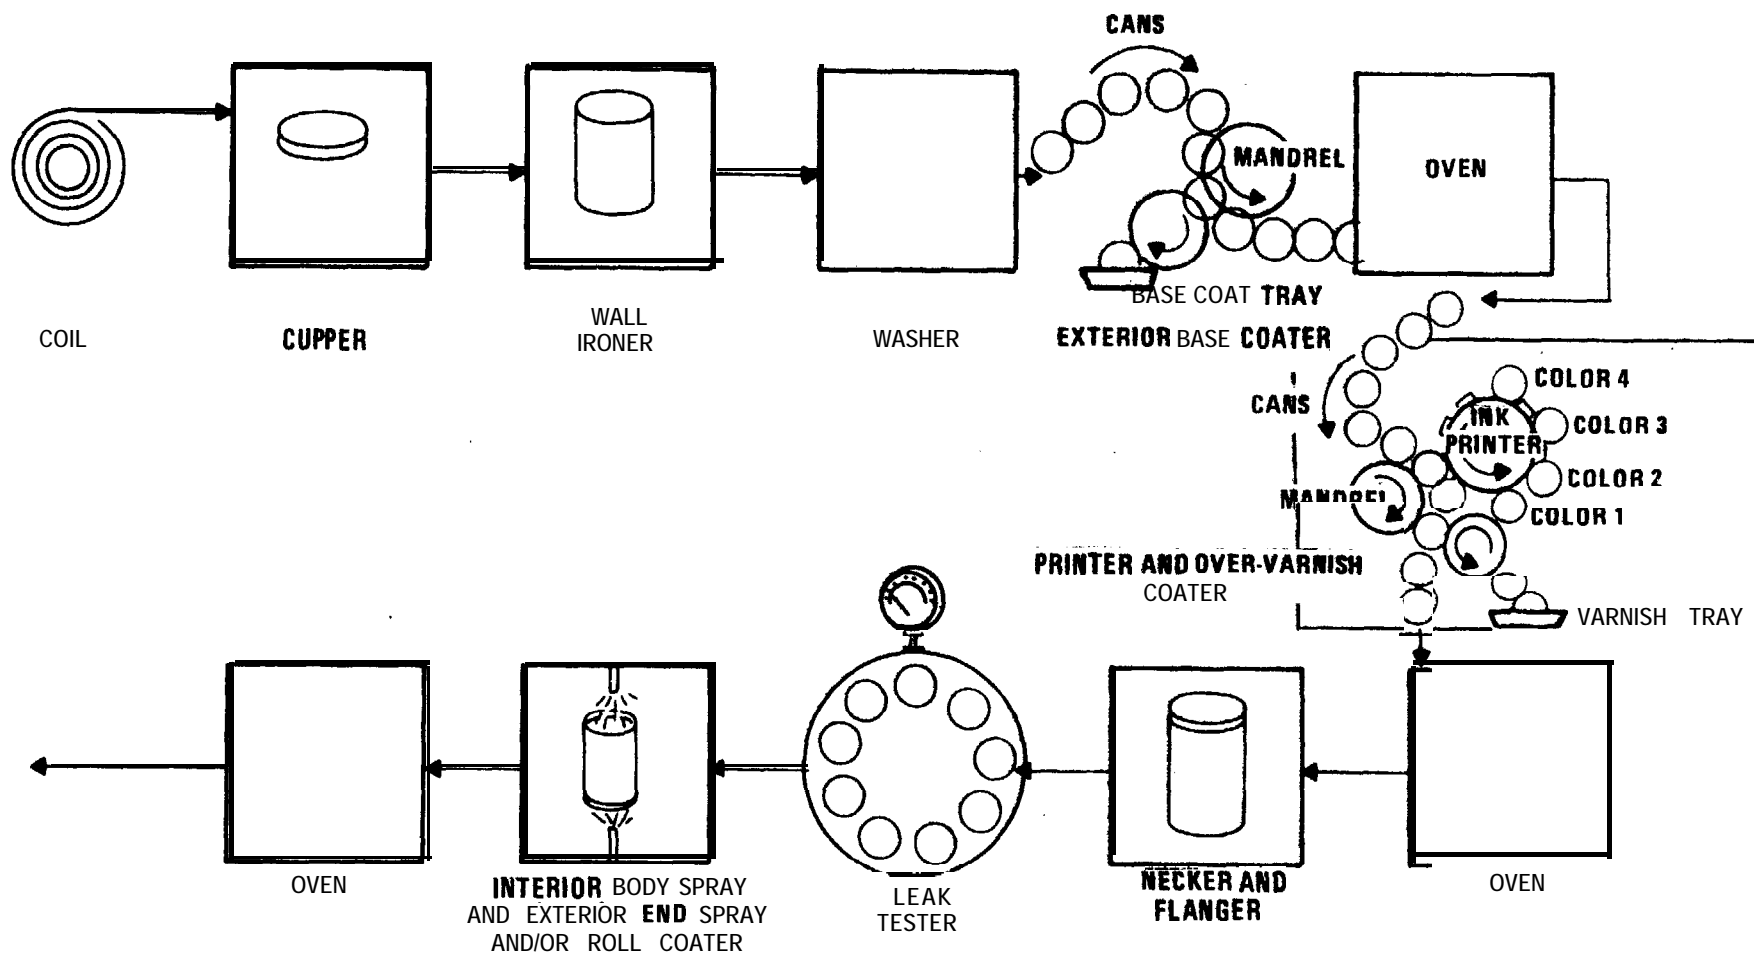 CANS
MANDREL
OVEN
BASE COAT TRAY
COIL
CUPPER
WALL
IRONER
WASHER
EXTERIOR BASE COATER
CANS
COLOR 4
INK
PRINTER
COLOR 3
COLOR 2
MANDREL
COLOR 1
PRINTER AND OVER-VARNISH
COATER
VARNISH TRAY
OVEN
INTERIOR BODY SPRAY
AND EXTERIOR END SPRAY
AND/OR ROLL COATER
LEAK
TESTER
NECKER AND
FLANGER
OVEN